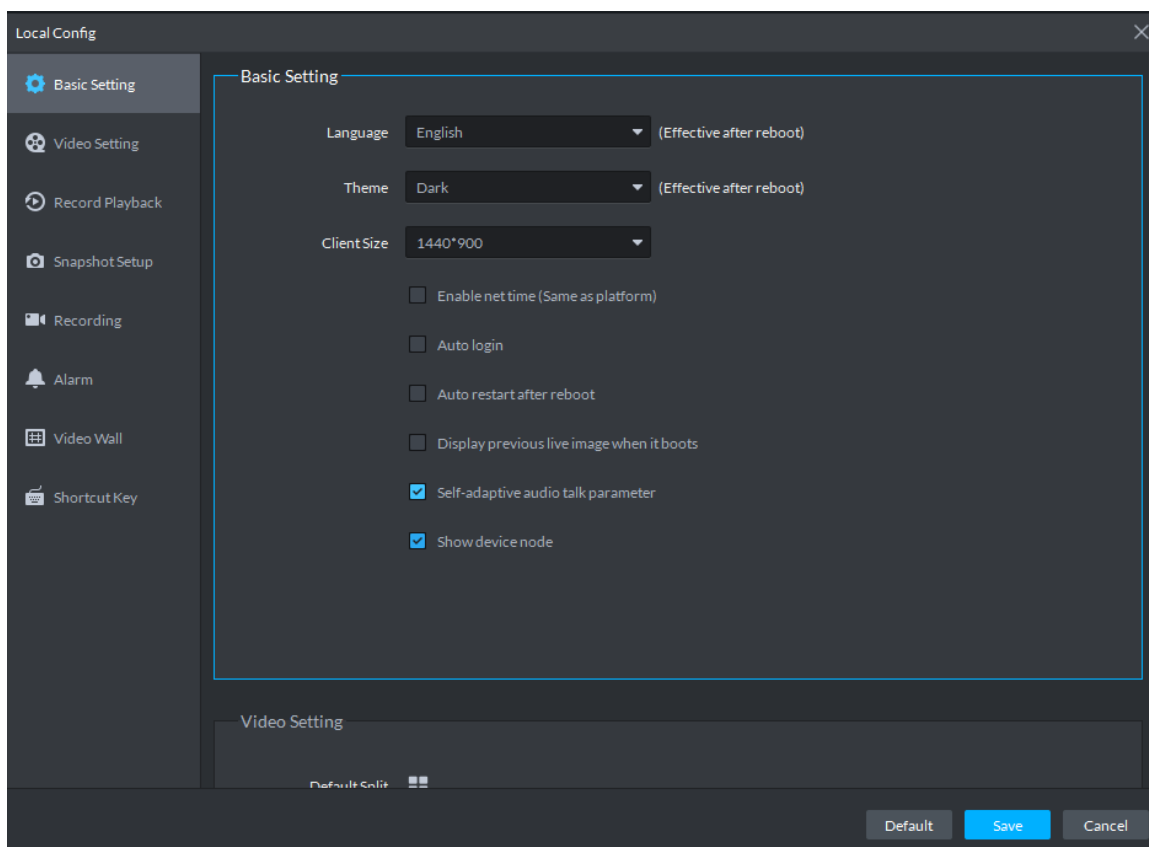 Local Config
Basic Setting
Video Setting
Record Playback
Snapshot Setup
Recording
Alarm
Video Wall
Shortcut Key
Basic Setting
Language English (Effective after reboot)
Theme Dark (Effective after reboot)
Client Size 1440*900
Enable net time (Same as platform)
Auto login
Auto restart after reboot
Display previous live image when it boots
Self-adaptive audio talk parameter
Show device node
Video Setting
Default Split
Default Save Cancel